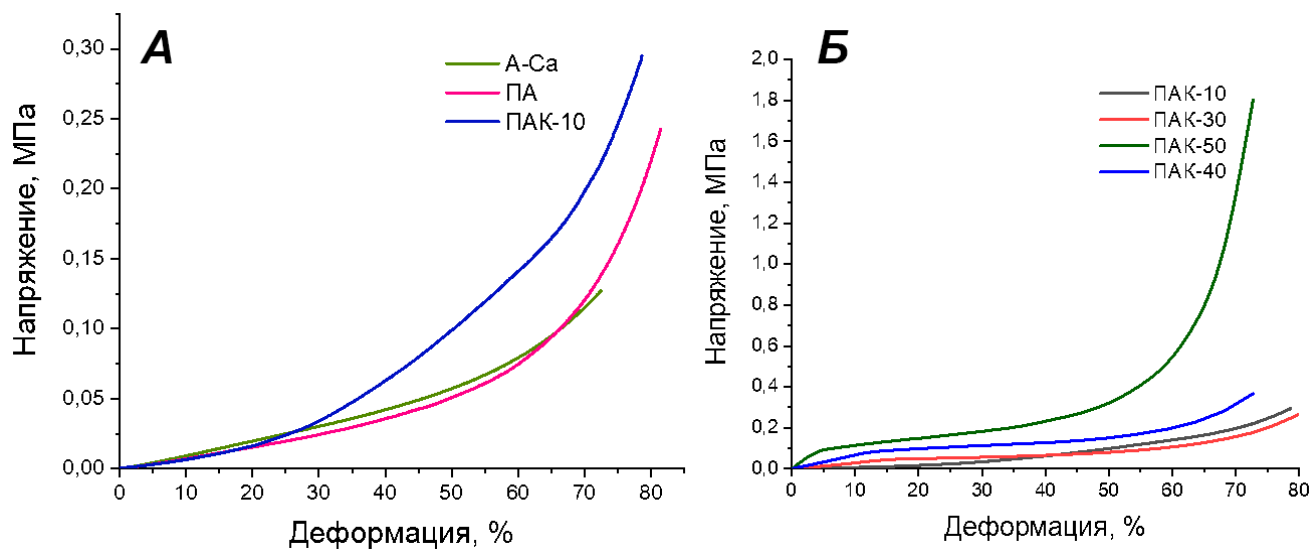 А
0,30
0,25
0,20
0,15
0,10
0,05
0,00
Напряжение, МПа
А-Ca
ПА
ПАК-10
0 10 20 30 40 50 60 70 80
Деформация, %
Б
2,0
1,8
1,6
1,4
1,2
1,0
0,8
0,6
0,4
0,2
0,0
Напряжение, МПа
ПАК-10
ПАК-30
ПАК-50
ПАК-40
0 10 20 30 40 50 60 70 80
Деформация, %